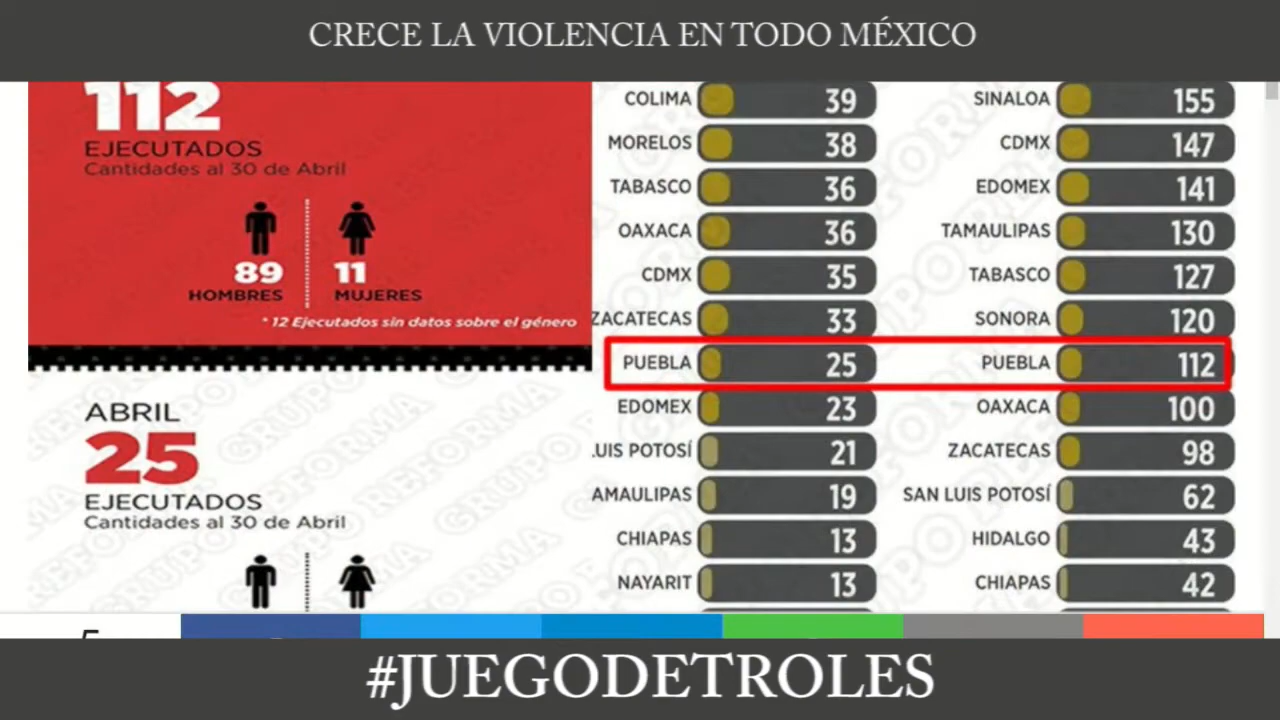 CRECE LA VIOLENCIA EN TODO MÉXICO
112
EJECUTADOS
Cantidades al 30 de Abril
89
HOMBRES
11
MUJERES
* 12 Ejecutados sin datos sobre el género
ABRIL
25
EJECUTADOS
Cantidades al 30 de Abril
COLIMA 39
MORELOS 38
TABASCO 36
OAXACA 36
CDMX 35
ZACATECAS 33
PUEBLA 25
EDOMEX 23
LUIS POTOSÍ 21
AMAULIPAS 19
CHIAPAS 13
NAYARIT 13
SINALOA 155
CDMX 147
EDOMEX 141
TAMAULIPAS 130
TABASCO 127
SONORA 120
PUEBLA 112
OAXACA 100
ZACATECAS 98
SAN LUIS POTOSÍ 62
HIDALGO 43
CHIAPAS 42
GRUPO REFORMA
#JUEGODETROLES